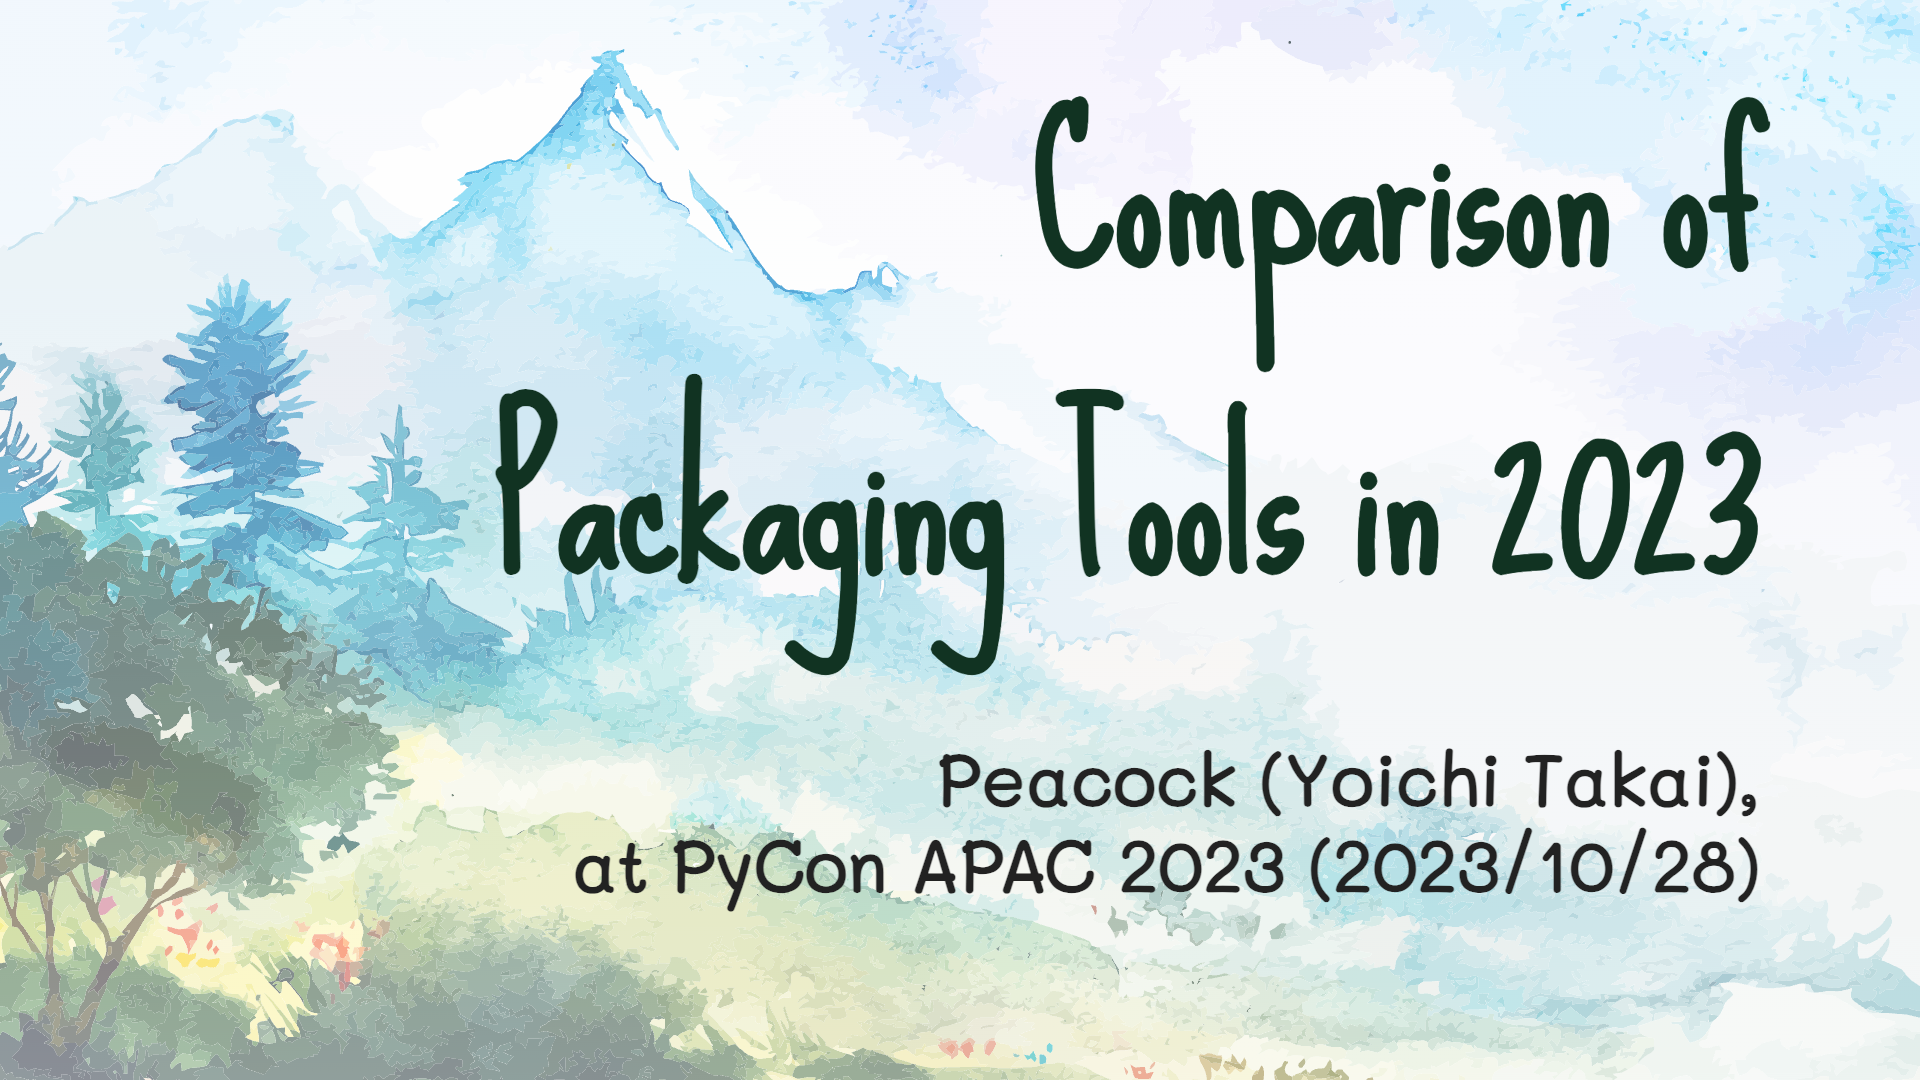 Comparison of
Packaging Tools in 2023
Peacock (Yoichi Takai),
at PyCon APAC 2023 (2023/10/28)